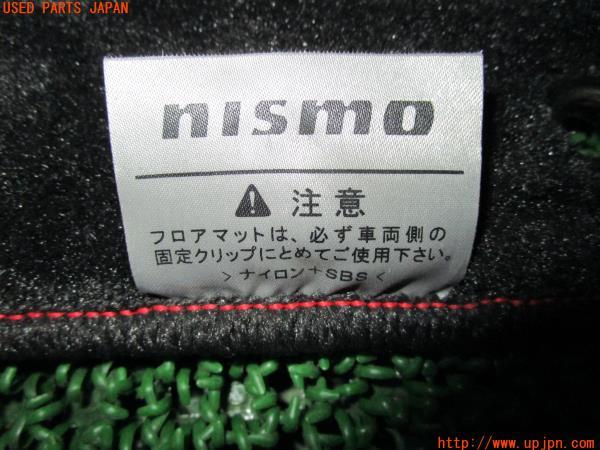 USED PARTS JAPAN
nismo
⚠ 注意
フロアマットは、必ず車両側の
固定クリップにとめてご使用下さい。
>ナイロン+SBS<
http://www.upjpn.com/